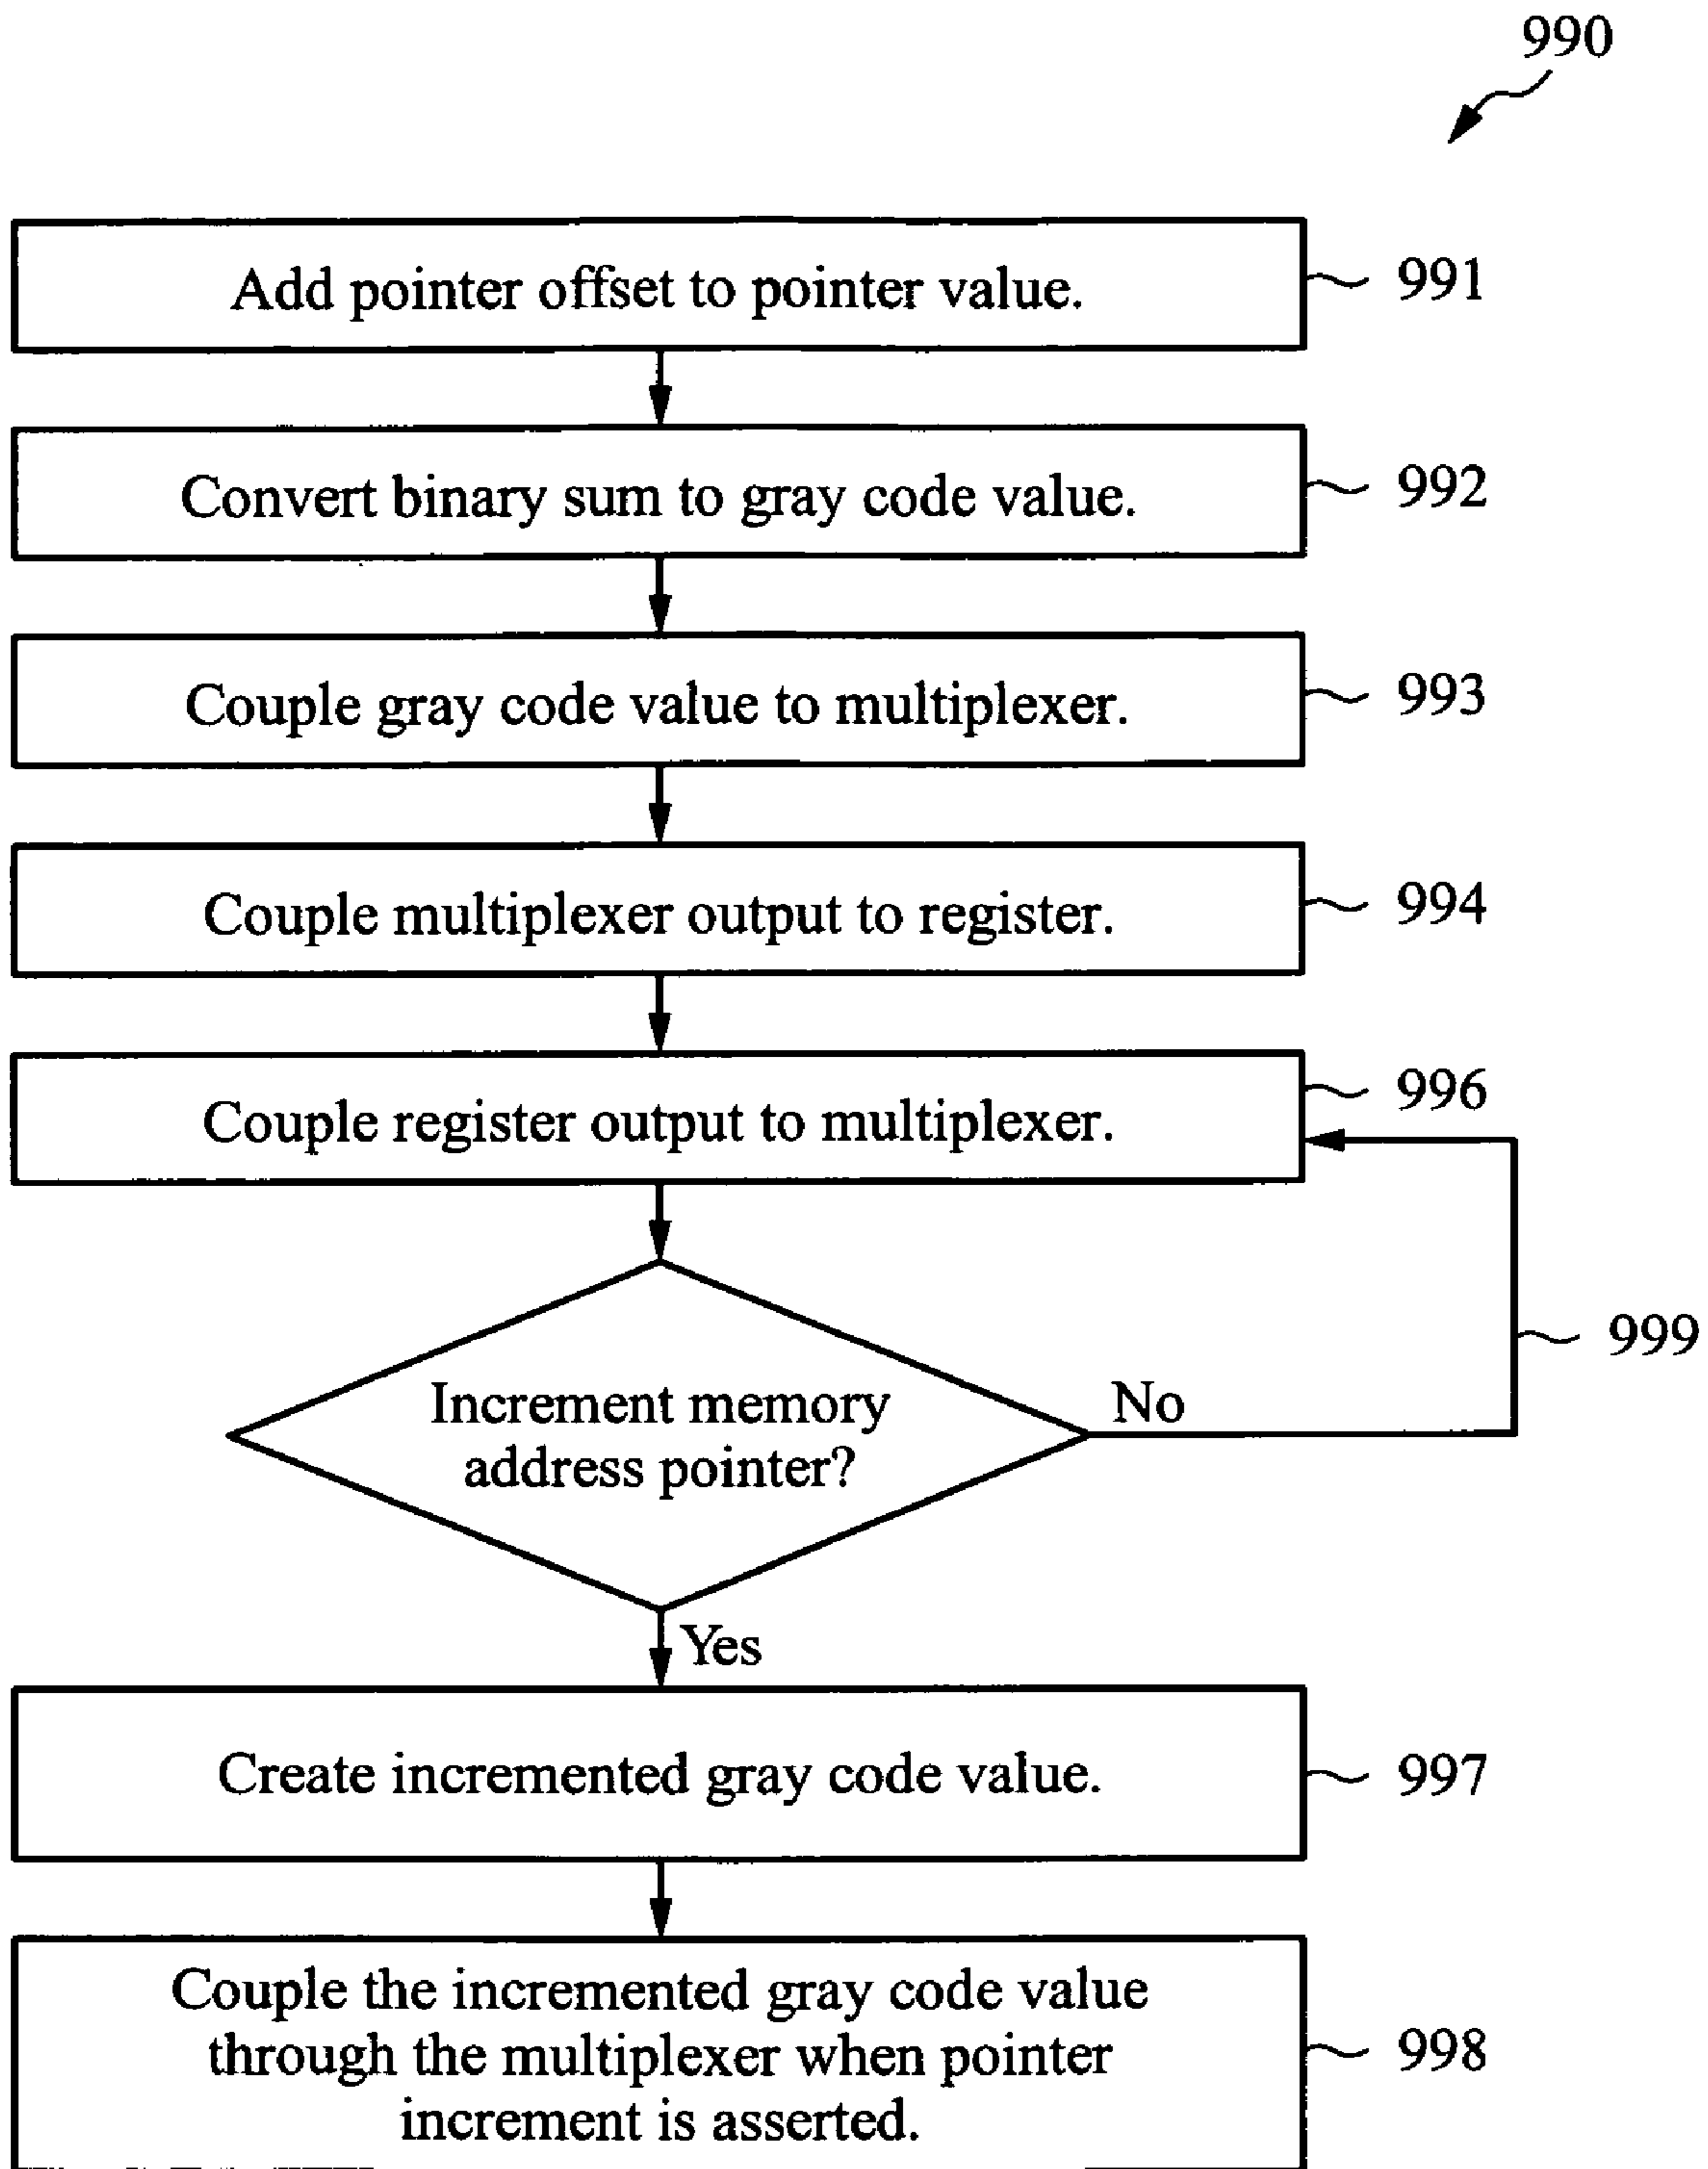 990
Add pointer offset to pointer value.
991
Convert binary sum to gray code value.
992
Couple gray code value to multiplexer.
993
Couple multiplexer output to register.
994
Couple register output to multiplexer.
996
Increment memory
address pointer?
No
999
Yes
Create incremented gray code value.
997
Couple the incremented gray code value
through the multiplexer when pointer
increment is asserted.
998